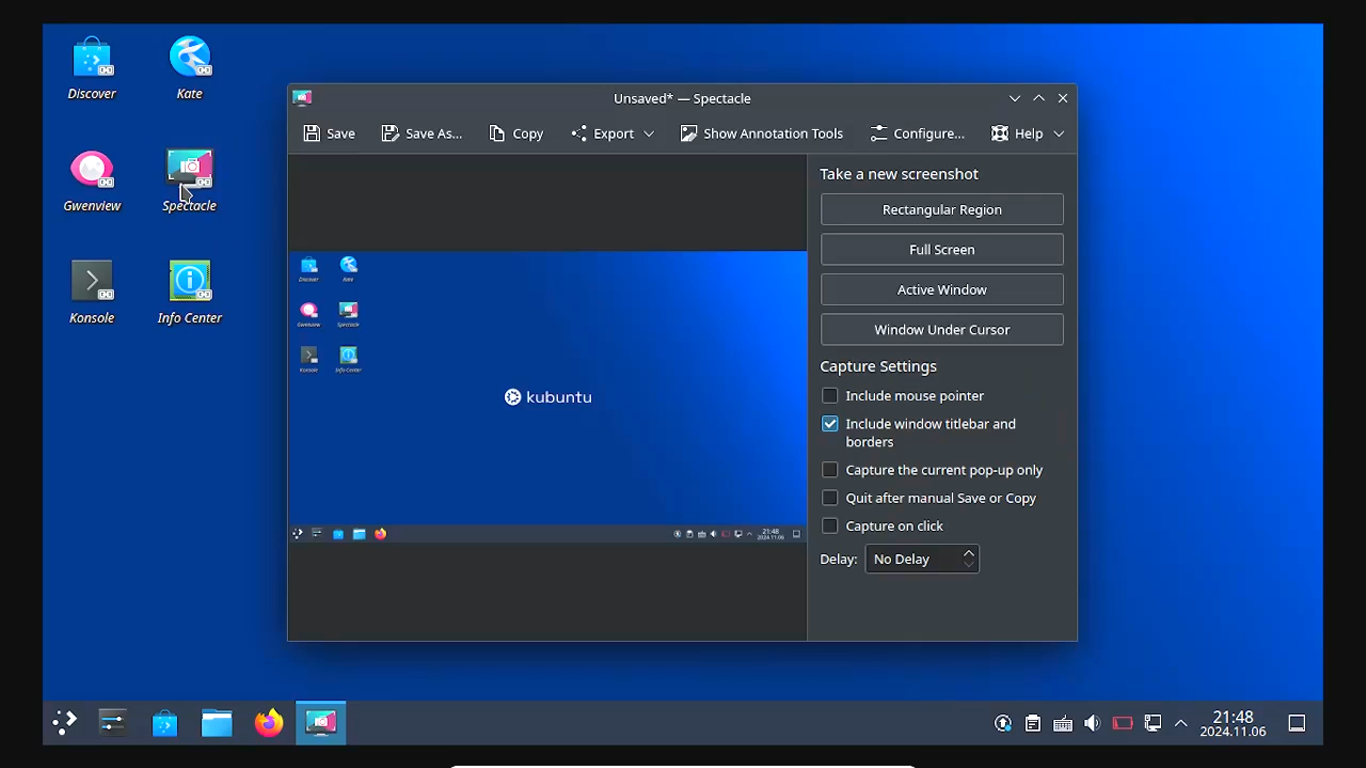 Discover
Kate
Gwenview
Spectacle
Konsole
Info Center
Unsaved* — Spectacle
Save
Save As...
Copy
Export
Show Annotation Tools
Configure...
Help
Discover
Kate
Gwenview
Spectacle
Konsole
Info Center
kubuntu
21:48
2024.11.06
Take a new screenshot
Rectangular Region
Full Screen
Active Window
Window Under Cursor
Capture Settings
Include mouse pointer
Include window titlebar and
borders
Capture the current pop-up only
Quit after manual Save or Copy
Capture on click
Delay: No Delay
21:48
2024.11.06